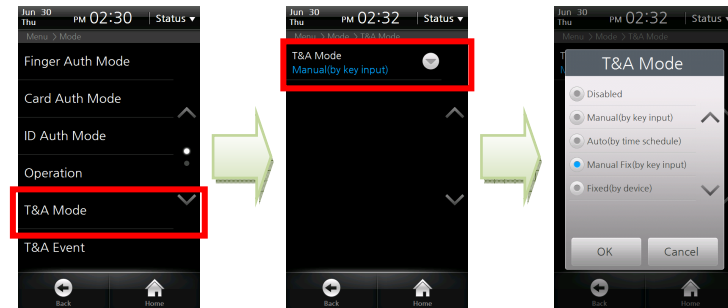 Jun 30
Thu
PM 02:30
Status
Menu > Mode
Finger Auth Mode
Card Auth Mode
ID Auth Mode
Operation
T&A Mode
T&A Event
Back
Home
Jun 30
Thu
PM 02:32
Status
Menu > Mode > T&A Mode
T&A Mode
Manual(by key input)
Back
Home
Jun 30
Thu
PM 02:32
Status
Menu > Mode > T&A Mode
T&A Mode
Disabled
Manual(by key input)
Auto(by time schedule)
Manual Fix(by key input)
Fixed(by device)
OK
Cancel
Back
Home